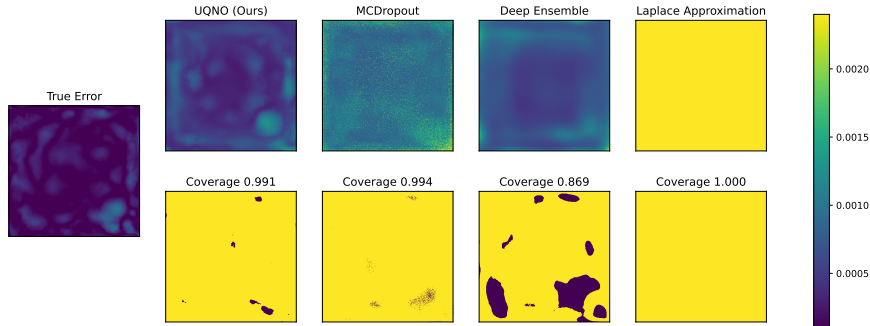 UQNO (Ours) MCDropout Deep Ensemble Laplace Approximation
True Error
Coverage 0.991 Coverage 0.994 Coverage 0.869 Coverage 1.000
0.0020
0.0015
0.0010
0.0005